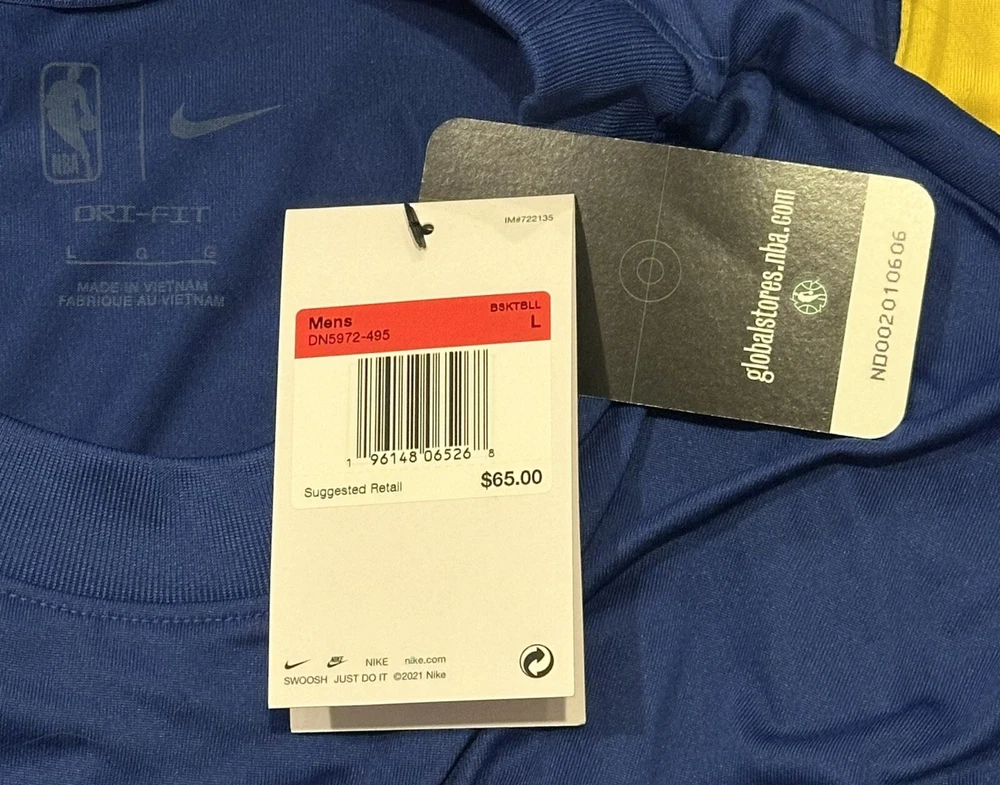 NBA
DRI-FIT
L G G
MADE IN VIETNAM
FABRIQUE AU VIETNAM
IM#722135
Mens BSKTBLL
DN5972-495 L
1 96148 06526 8
Suggested Retail $65.00
NIKE nike.com
SWOOSH JUST DO IT ©2021 Nike
globalstores.nba.com
ND002010606